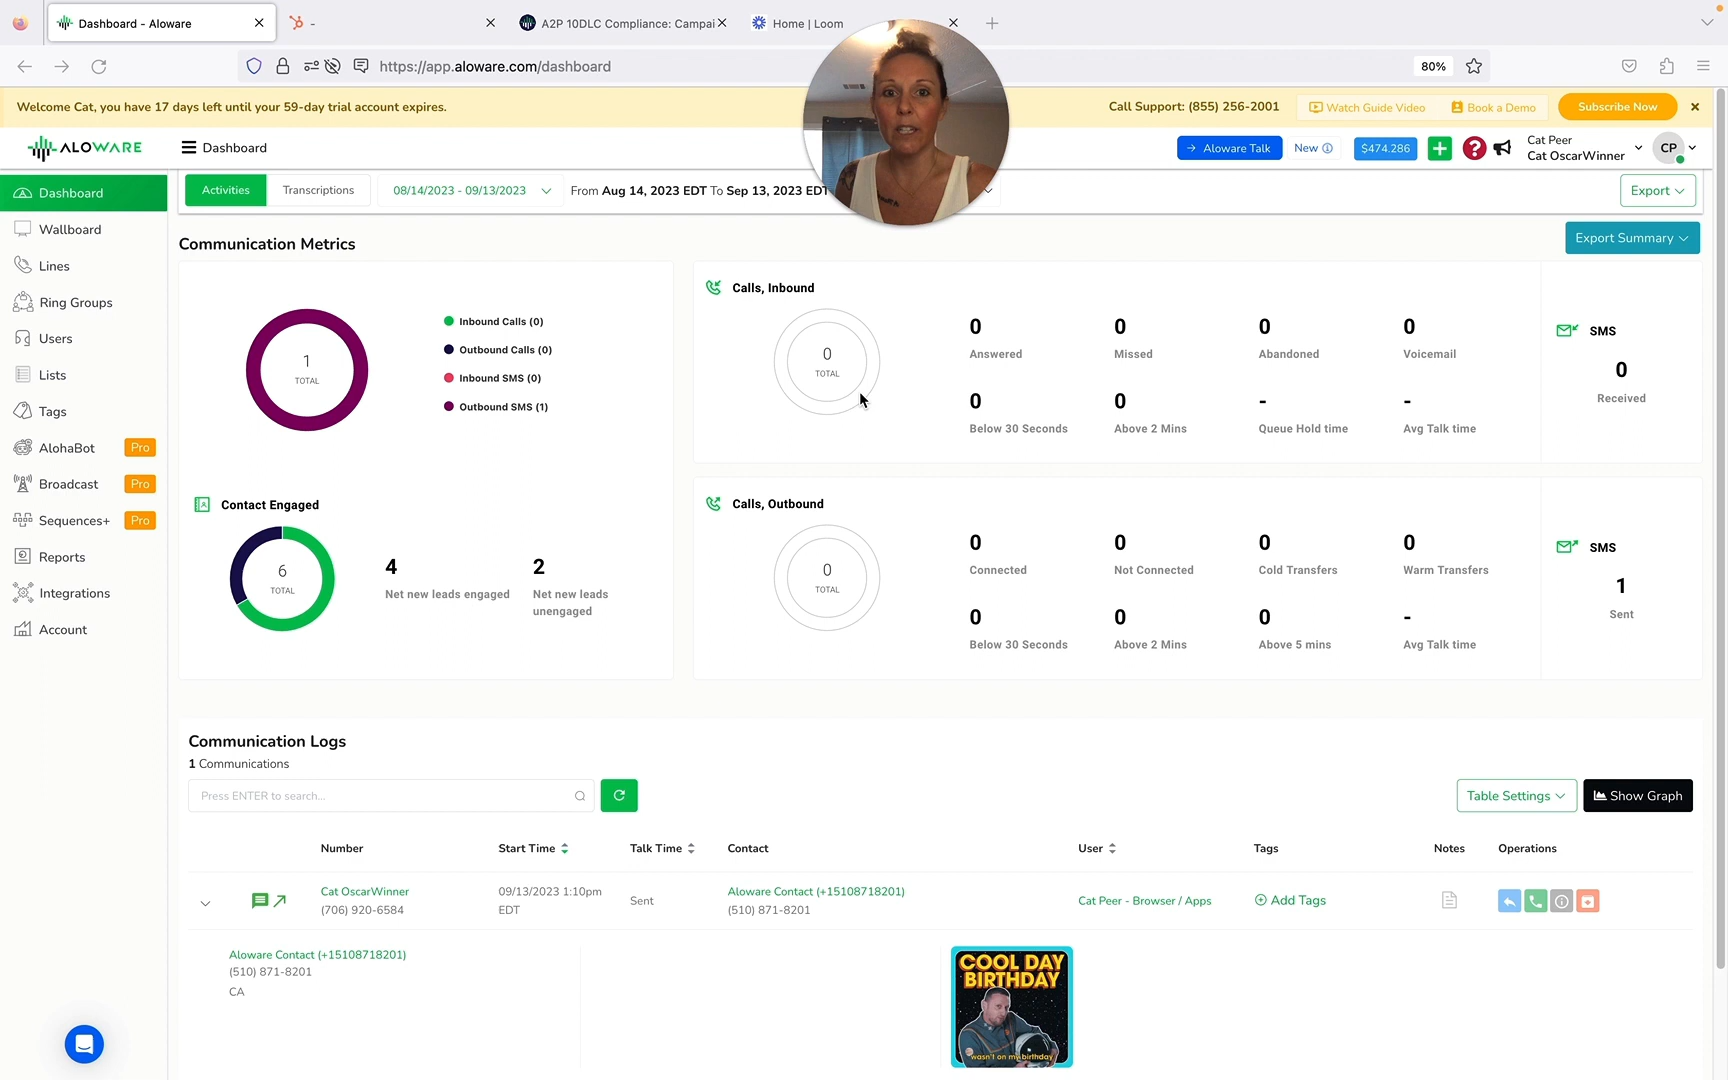 Dashboard - Aloware
-
A2P 10DLC Compliance: Campai
Home | Loom
https://app.aloware.com/dashboard
80%
Welcome Cat, you have 17 days left until your 59-day trial account expires.
Call Support: (855) 256-2001
Watch Guide Video
Book a Demo
Subscribe Now
ALOWARE
Dashboard
Aloware Talk
New
$474.286
Cat Peer
Cat OscarWinner
CP
Dashboard
Wallboard
Lines
Ring Groups
Users
Lists
Tags
AlohaBot Pro
Broadcast Pro
Sequences+ Pro
Reports
Integrations
Account
Activities
Transcriptions
08/14/2023 - 09/13/2023
From Aug 14, 2023 EDT To Sep 13, 2023 EDT
Export
Communication Metrics
Export Summary
1
TOTAL
Inbound Calls (0)
Outbound Calls (0)
Inbound SMS (0)
Outbound SMS (1)
Contact Engaged
6
TOTAL
4
Net new leads engaged
2
Net new leads
unengaged
Calls, Inbound
0
TOTAL
0
Answered
0
Missed
0
Abandoned
0
Voicemail
0
Below 30 Seconds
0
Above 2 Mins
-
Queue Hold time
-
Avg Talk time
SMS
0
Received
Calls, Outbound
0
TOTAL
0
Connected
0
Not Connected
0
Cold Transfers
0
Warm Transfers
0
Below 30 Seconds
0
Above 2 Mins
0
Above 5 mins
-
Avg Talk time
SMS
1
Sent
Communication Logs
1 Communications
Press ENTER to search...
Table Settings
Show Graph
Number Start Time Talk Time Contact User Tags Notes Operations
Cat OscarWinner
(706) 920-6584
09/13/2023 1:10pm
EDT
Sent
Aloware Contact (+15108718201)
(510) 871-8201
Cat Peer - Browser / Apps
Add Tags
Aloware Contact (+15108718201)
(510) 871-8201
CA
COOL DAY
BIRTHDAY
wasn't on my birthday